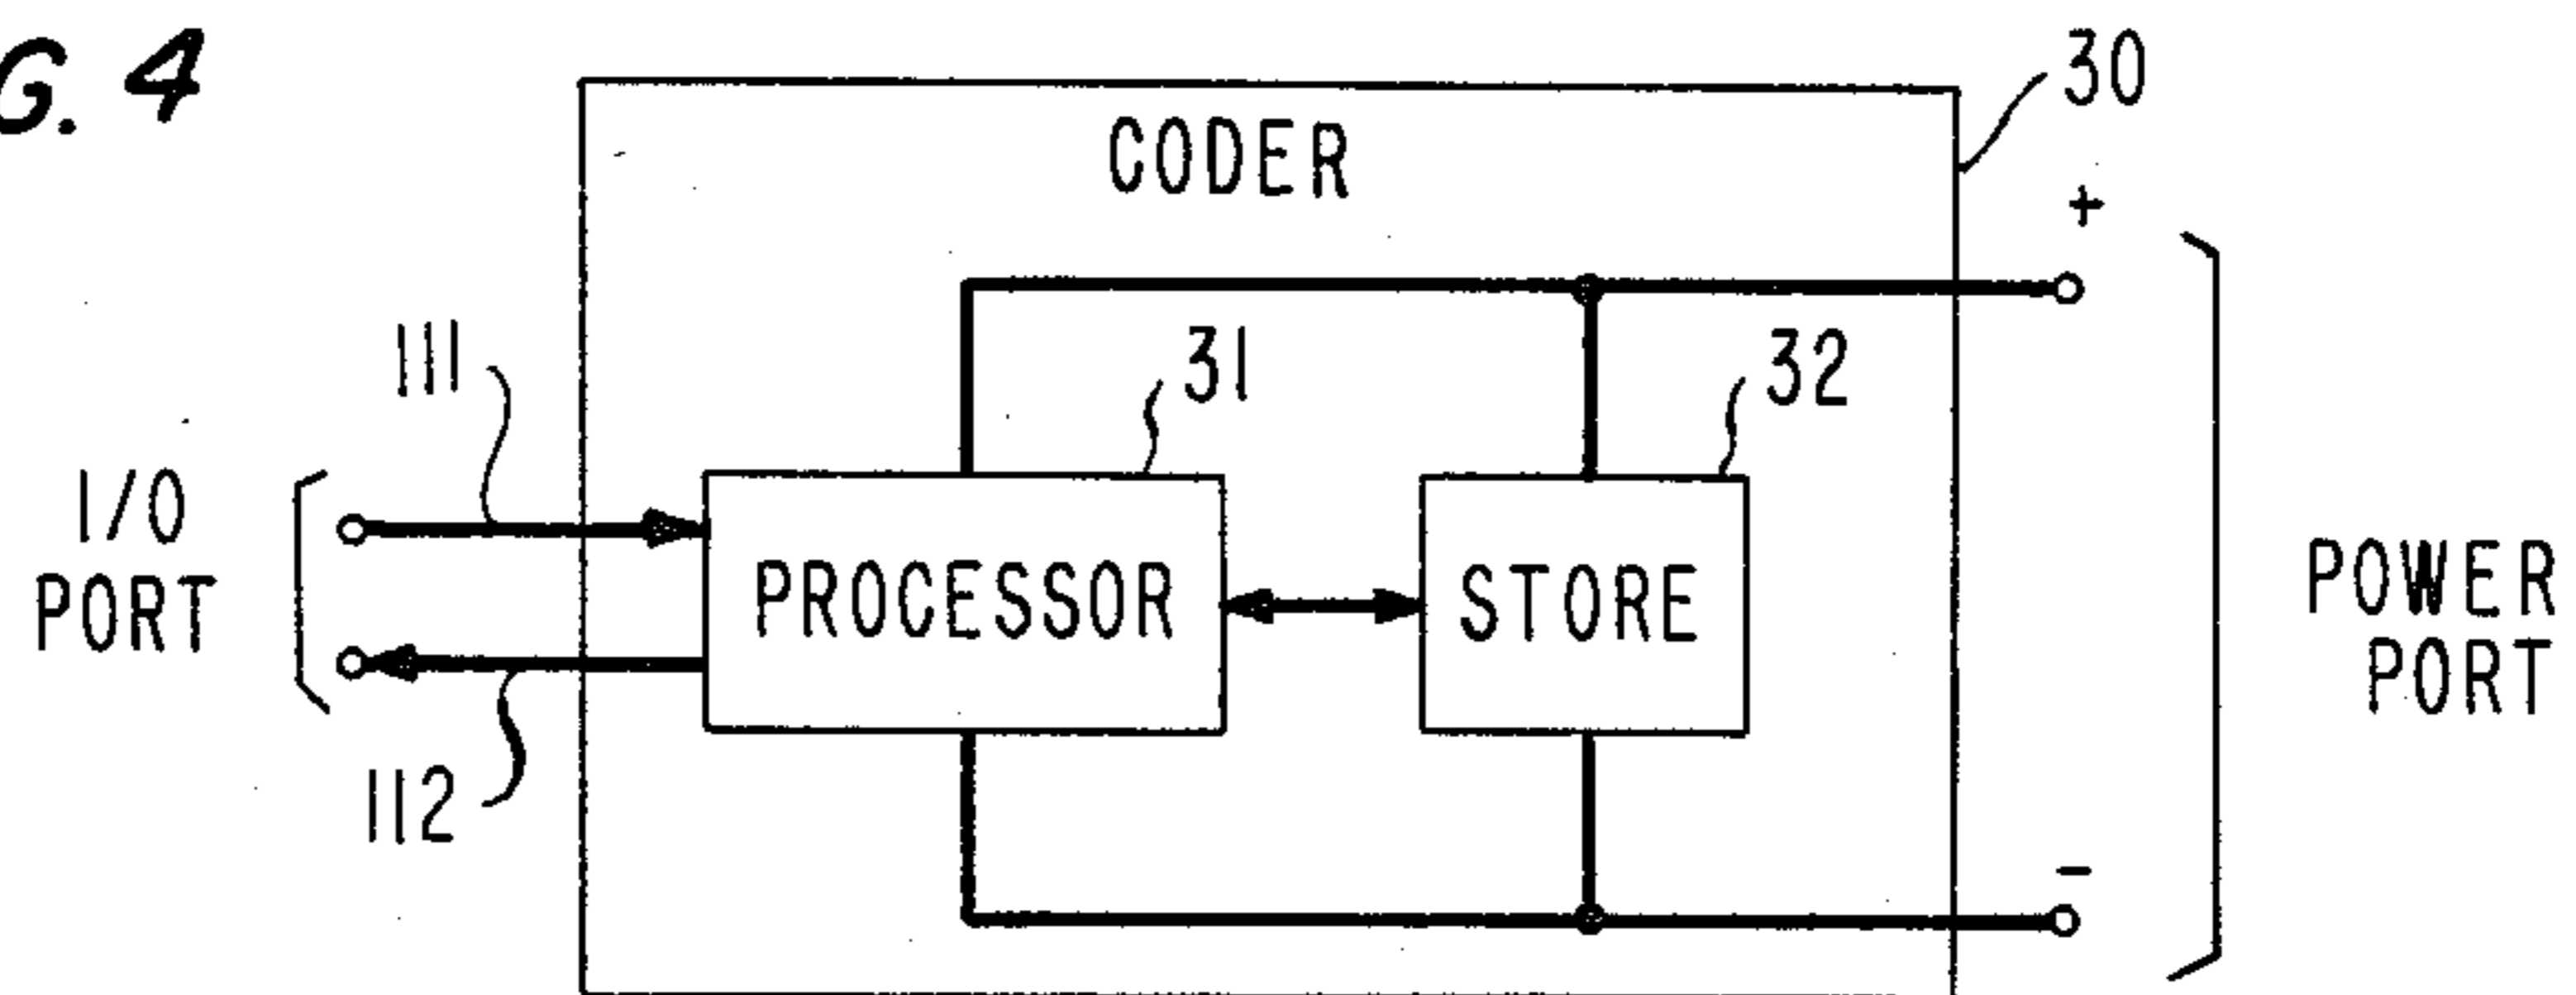 G. 4
CODER
30
+
111
31
32
I/O
PORT
PROCESSOR
STORE
POWER
PORT
112
-